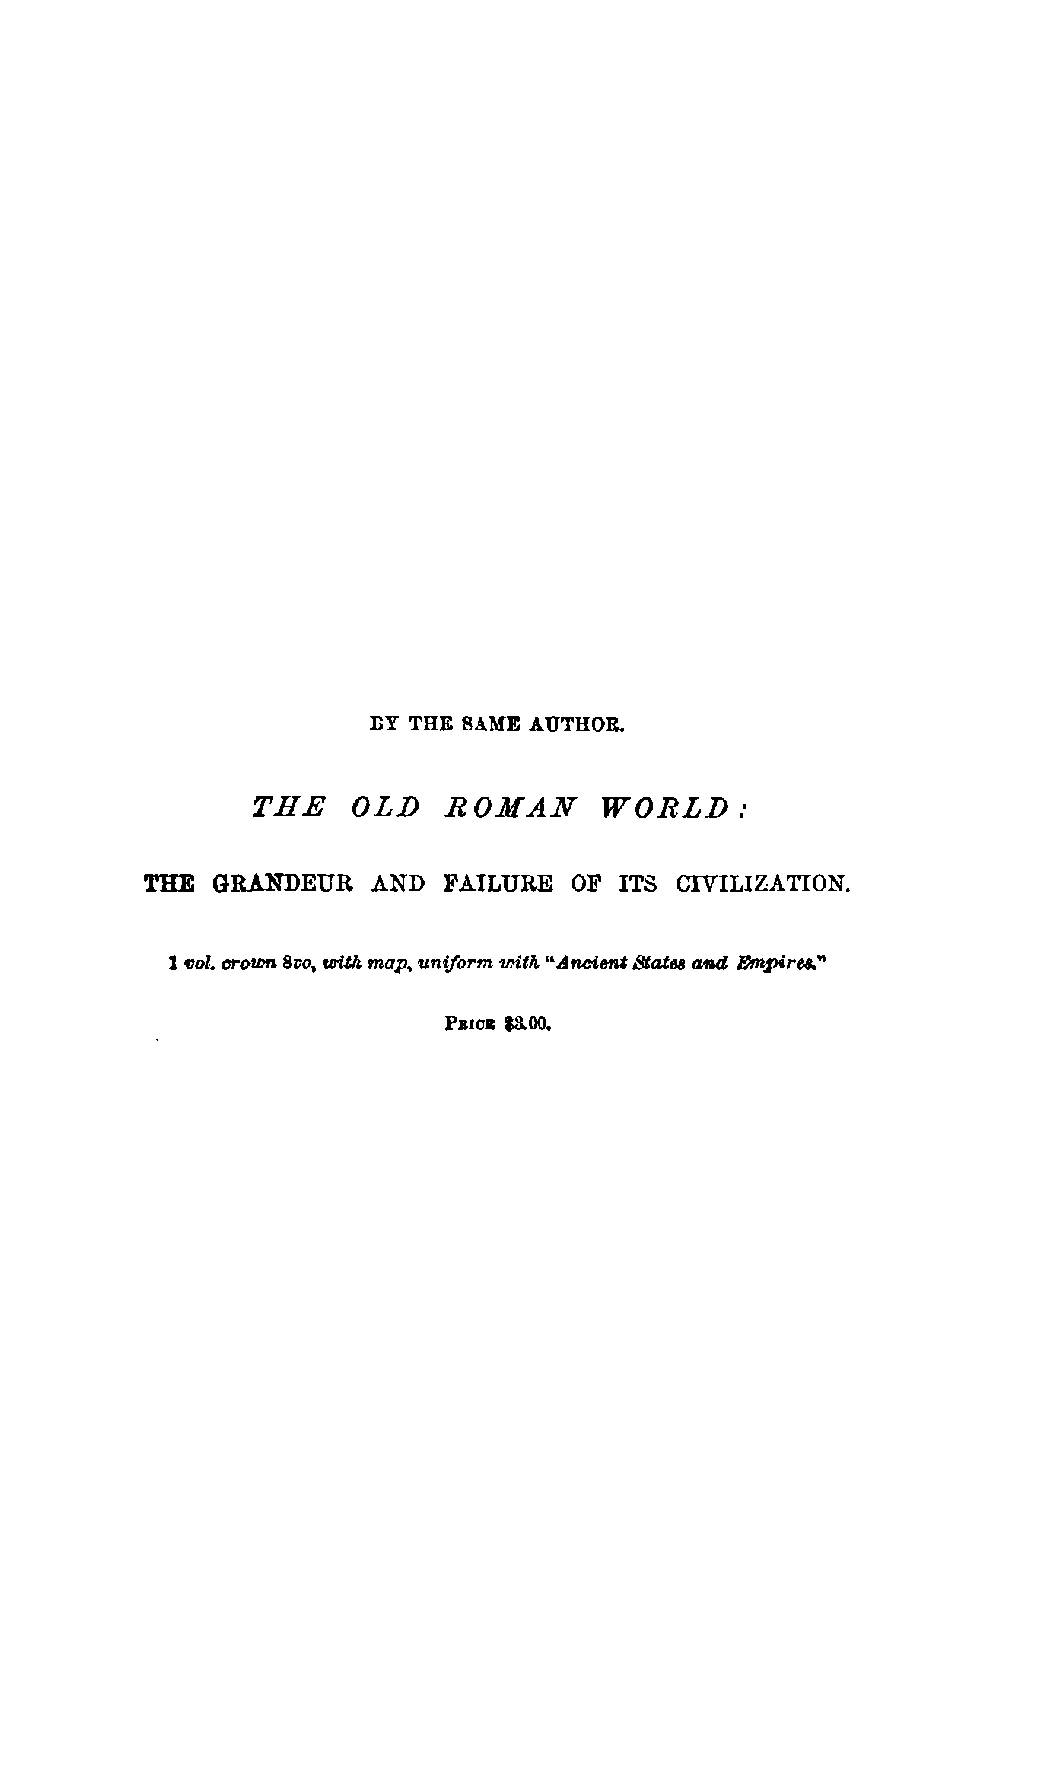 BY THE SAME AUTHOR.
THE OLD ROMAN WORLD:
THE GRANDEUR AND FAILURE OF ITS CIVILIZATION.
1 vol. crown 8vo, with map, uniform with "Ancient States and Empires."
PRICE $3.00.